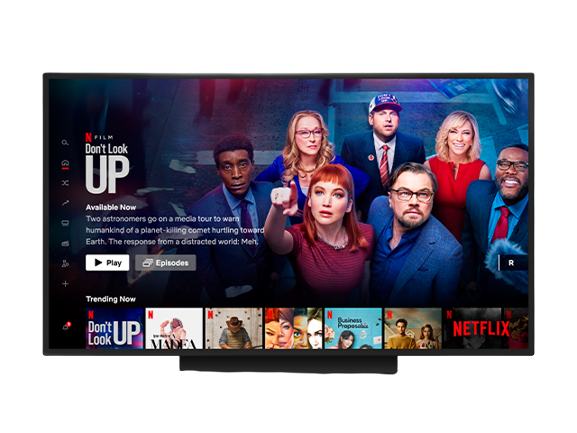 N FILM
Don't Look
UP
Available Now
Two astronomers go on a media tour to warn
humankind of a planet-killing comet hurtling toward
Earth. The response from a distracted world: Meh.
Play
Episodes
R
Trending Now
N
Don't
Look
UP
N
MADEA
N
N
N
Business
Proposal
N
N
NETFLIX